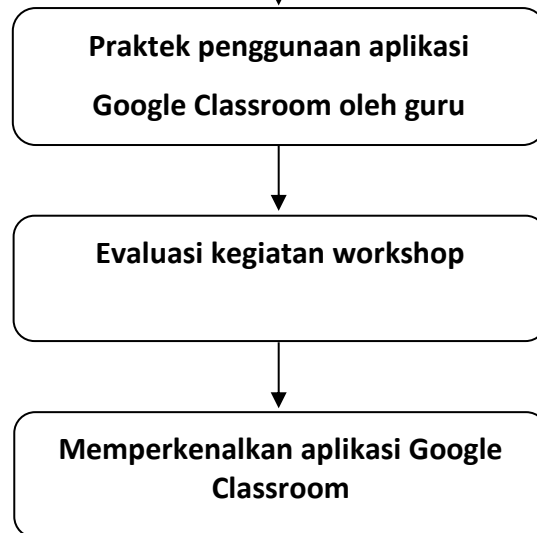 Praktek penggunaan aplikasi
Google Classroom oleh guru
Evaluasi kegiatan workshop
Memperkenalkan aplikasi Google
Classroom